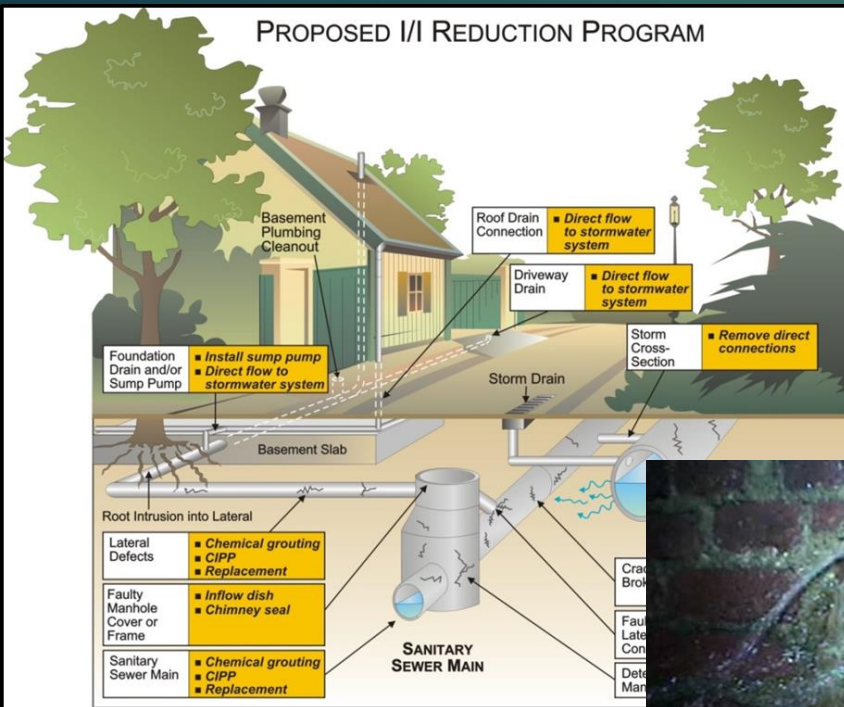 PROPOSED I/I REDUCTION PROGRAM
Basement
Plumbing
Cleanout
Roof Drain
Connection
■ Direct flow
to stormwater
system
Driveway
Drain
■ Direct flow
to stormwater
system
Storm
Cross-
Section
■ Remove direct
connections
Foundation
Drain and/or
Sump Pump
■ Install sump pump
■ Direct flow to
stormwater system
Storm Drain
Basement Slab
Root Intrusion into Lateral
Lateral
Defects
■ Chemical grouting
■ CIPP
■ Replacement
Faulty
Manhole
Cover or
Frame
■ Inflow dish
■ Chimney seal
Sanitary
Sewer Main
■ Chemical grouting
■ CIPP
■ Replacement
SANITARY
SEWER MAIN